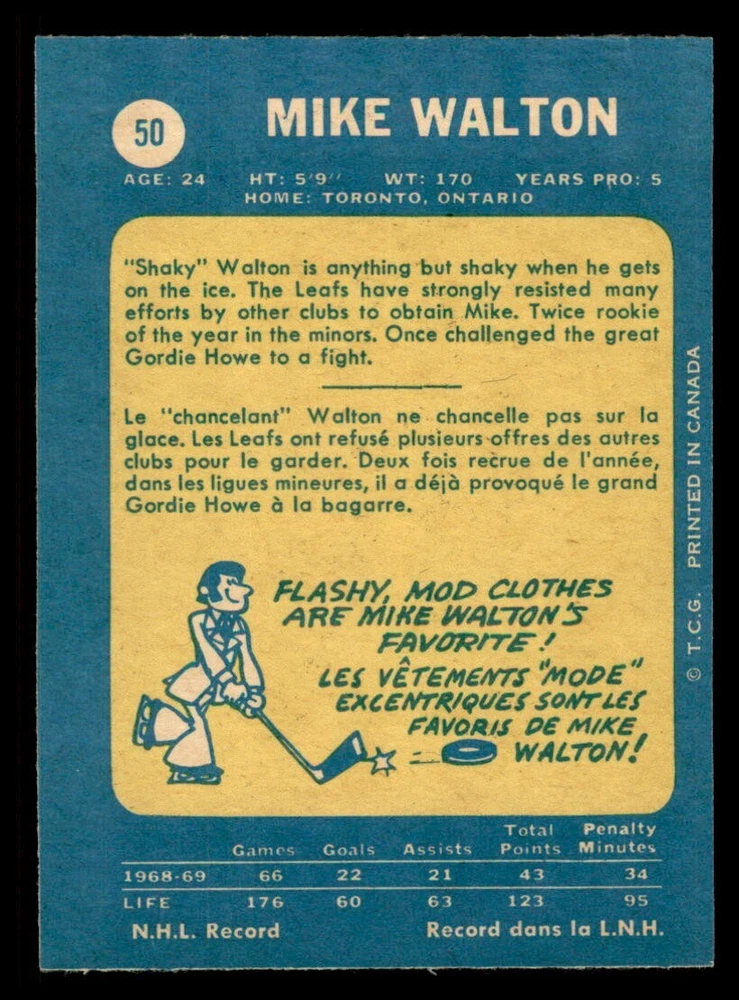 50
MIKE WALTON
AGE: 24 HT: 5'9'' WT: 170 YEARS PRO: 5
HOME: TORONTO, ONTARIO
"Shaky" Walton is anything but shaky when he gets
on the ice. The Leafs have strongly resisted many
efforts by other clubs to obtain Mike. Twice rookie
of the year in the minors. Once challenged the great
Gordie Howe to a fight.
Le "chancelant" Walton ne chancelle pas sur la
glace. Les Leafs ont refusé plusieurs offres des autres
clubs pour le garder. Deux fois recrue de l'année,
dans les ligues mineures, il a déjà provoqué le grand
Gordie Howe à la bagarre.
FLASHY, MOD CLOTHES
ARE MIKE WALTON'S
FAVORITE!
LES VÊTEMENTS "MODE"
EXCENTRIQUES SONT LES
FAVORIS DE MIKE
WALTON!
© T.C.G. PRINTED IN CANADA
Total Penalty
Games Goals Assists Points Minutes
1968-69 66 22 21 43 34
LIFE 176 60 63 123 95
N.H.L. Record Record dans la L.N.H.